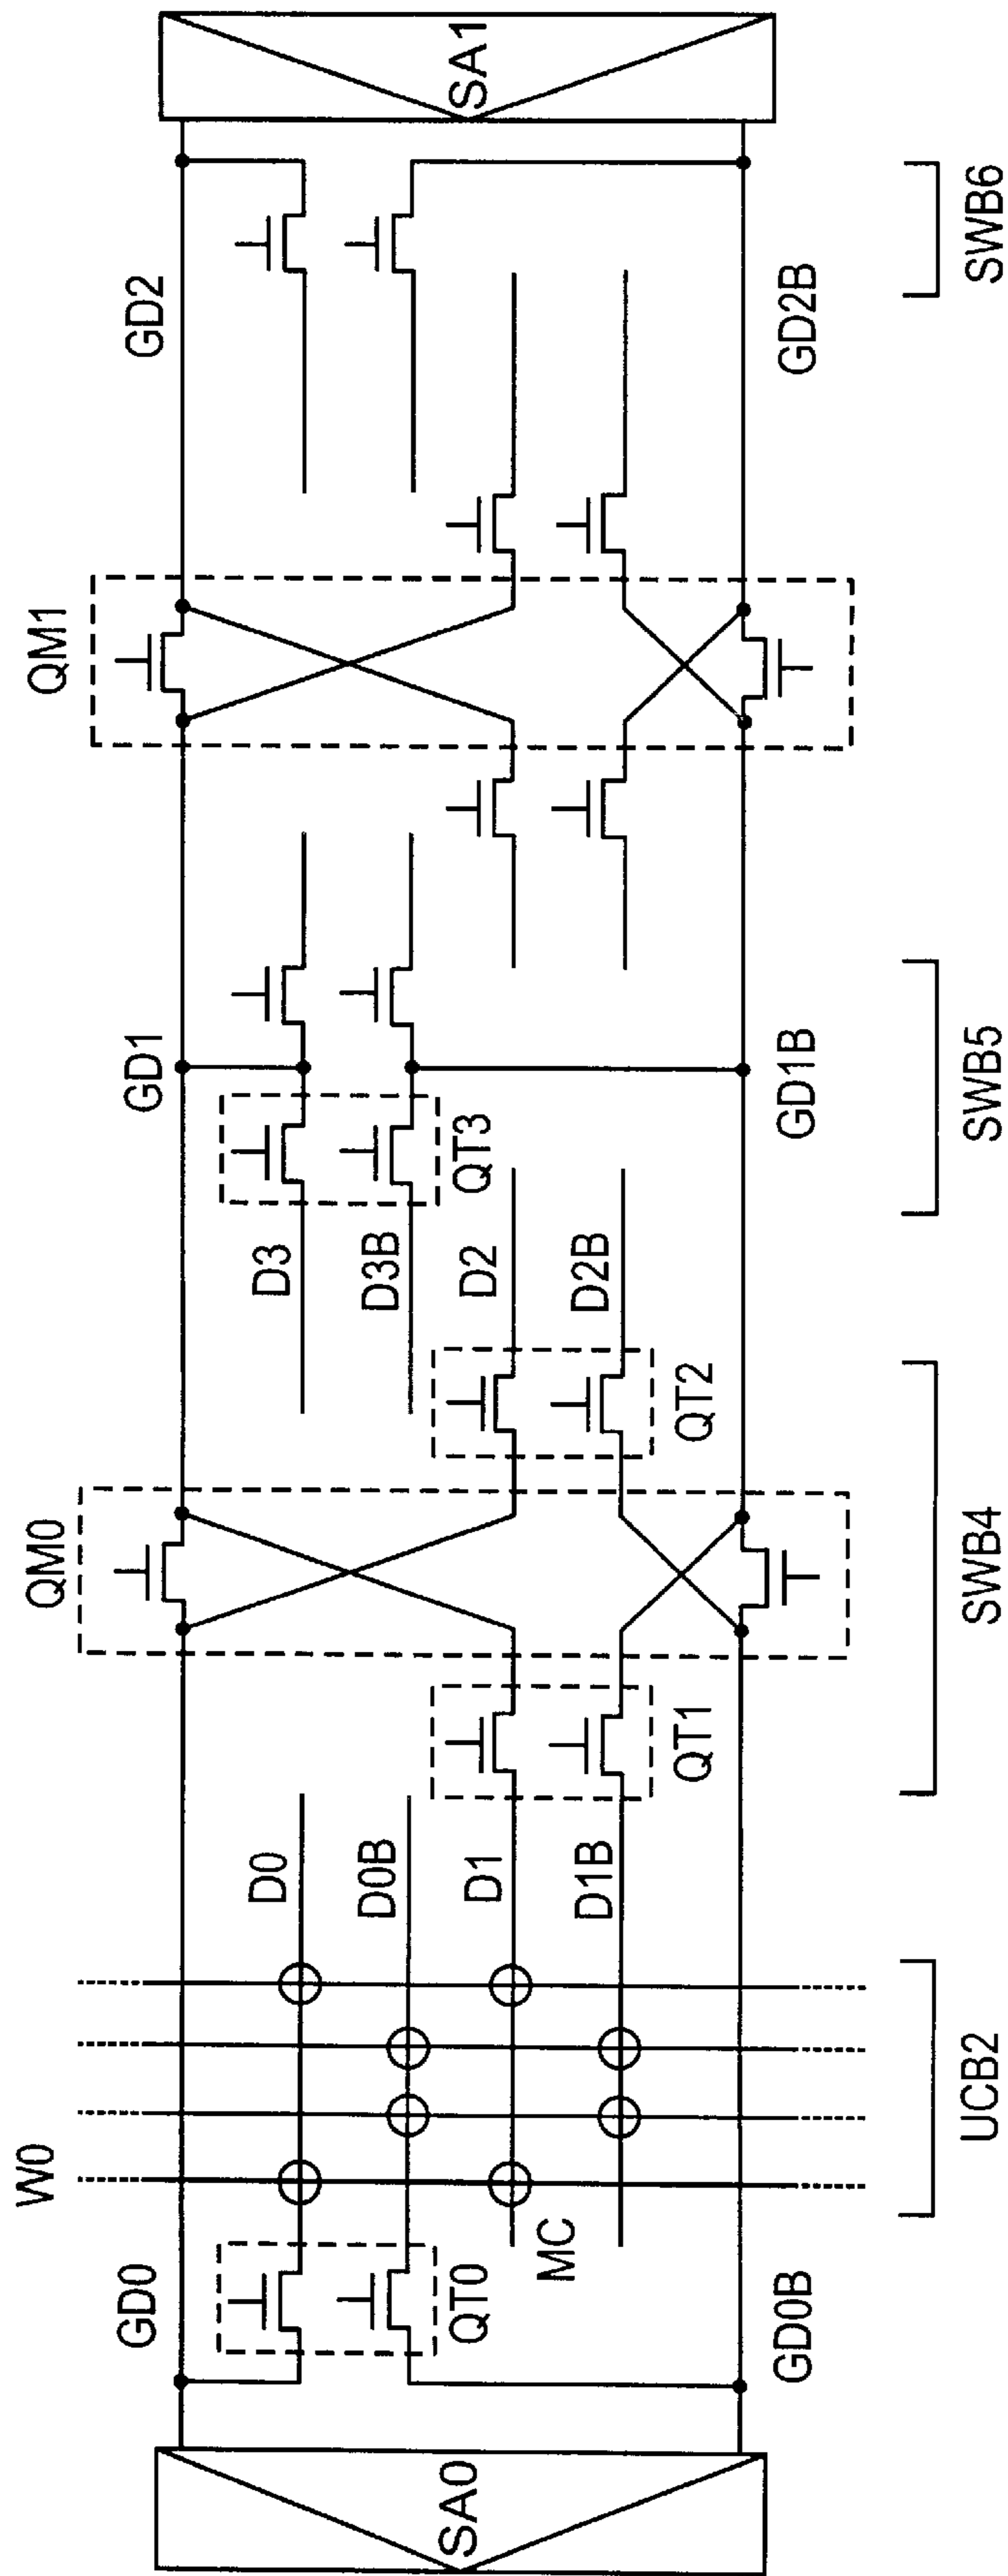 SA1
GD2
GD2B
SWB6
QM1
GD1
GD1B
SWB5
QT3
D3
D3B
D2
D2B
QT2
QM0
SWB4
QT1
D0
D0B
D1
D1B
W0
UCB2
MC
GD0
QT0
GD0B
SA0